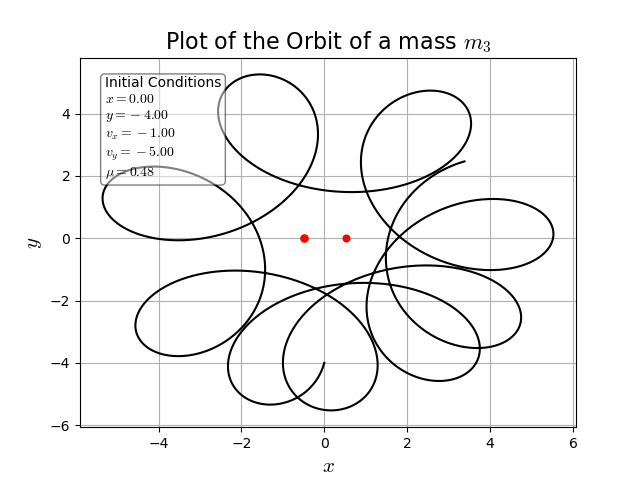 Plot of the Orbit of a mass m₃
Initial Conditions
x = 0.00
y = −4.00
vₓ = −1.00
v_y = −5.00
μ = 0.48
4
2
0
−2
−4
−6
y
−4
−2
0
2
4
6
x